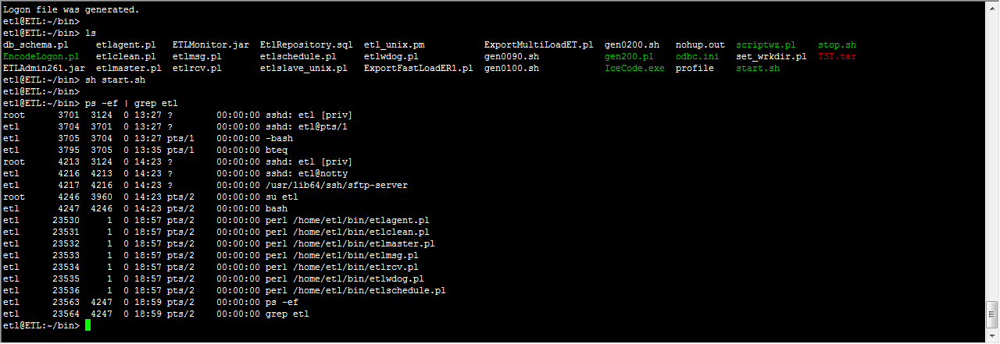 Logon file was generated.
etl@ETL:~/bin>
etl@ETL:~/bin> ls
db_schema.pl     etlagent.pl   ETLMonitor.jar  EtlRepository.sql  etl_unix.pm           ExportMultiLoadET.pl  gen0200.sh   nohup.out     scriptwz.pl    stop.sh
EncodeLogon.pl   etlclean.pl   etlmsg.pl       etlschedule.pl     etlwdog.pl            gen0090.sh            gen200.pl    odbc.ini      set_wrkdir.pl  TST.tar
ETLAdmin261.jar  etlmaster.pl  etlrcv.pl       etlslave_unix.pl   ExportFastLoadER1.pl  gen0100.sh            IceCode.exe  profile       start.sh
etl@ETL:~/bin> sh start.sh
etl@ETL:~/bin>
etl@ETL:~/bin> ps -ef | grep etl
root      3701  3124  0 13:27 ?        00:00:00 sshd: etl [priv]
etl       3704  3701  0 13:27 ?        00:00:00 sshd: etl@pts/1
etl       3705  3704  0 13:27 pts/1    00:00:00 -bash
etl       3795  3705  0 13:35 pts/1    00:00:00 bteq
root      4213  3124  0 14:23 ?        00:00:00 sshd: etl [priv]
etl       4216  4213  0 14:23 ?        00:00:00 sshd: etl@notty
etl       4217  4216  0 14:23 ?        00:00:00 /usr/lib64/ssh/sftp-server
root      4246  3960  0 14:23 pts/2    00:00:00 su etl
etl       4247  4246  0 14:23 pts/2    00:00:00 bash
etl      23530     1  0 18:57 pts/2    00:00:00 perl /home/etl/bin/etlagent.pl
etl      23531     1  0 18:57 pts/2    00:00:00 perl /home/etl/bin/etlclean.pl
etl      23532     1  0 18:57 pts/2    00:00:00 perl /home/etl/bin/etlmaster.pl
etl      23533     1  0 18:57 pts/2    00:00:00 perl /home/etl/bin/etlmsg.pl
etl      23534     1  0 18:57 pts/2    00:00:00 perl /home/etl/bin/etlrcv.pl
etl      23535     1  0 18:57 pts/2    00:00:00 perl /home/etl/bin/etlwdog.pl
etl      23536     1  0 18:57 pts/2    00:00:00 perl /home/etl/bin/etlschedule.pl
etl      23563  4247  0 18:59 pts/2    00:00:00 ps -ef
etl      23564  4247  0 18:59 pts/2    00:00:00 grep etl
etl@ETL:~/bin>